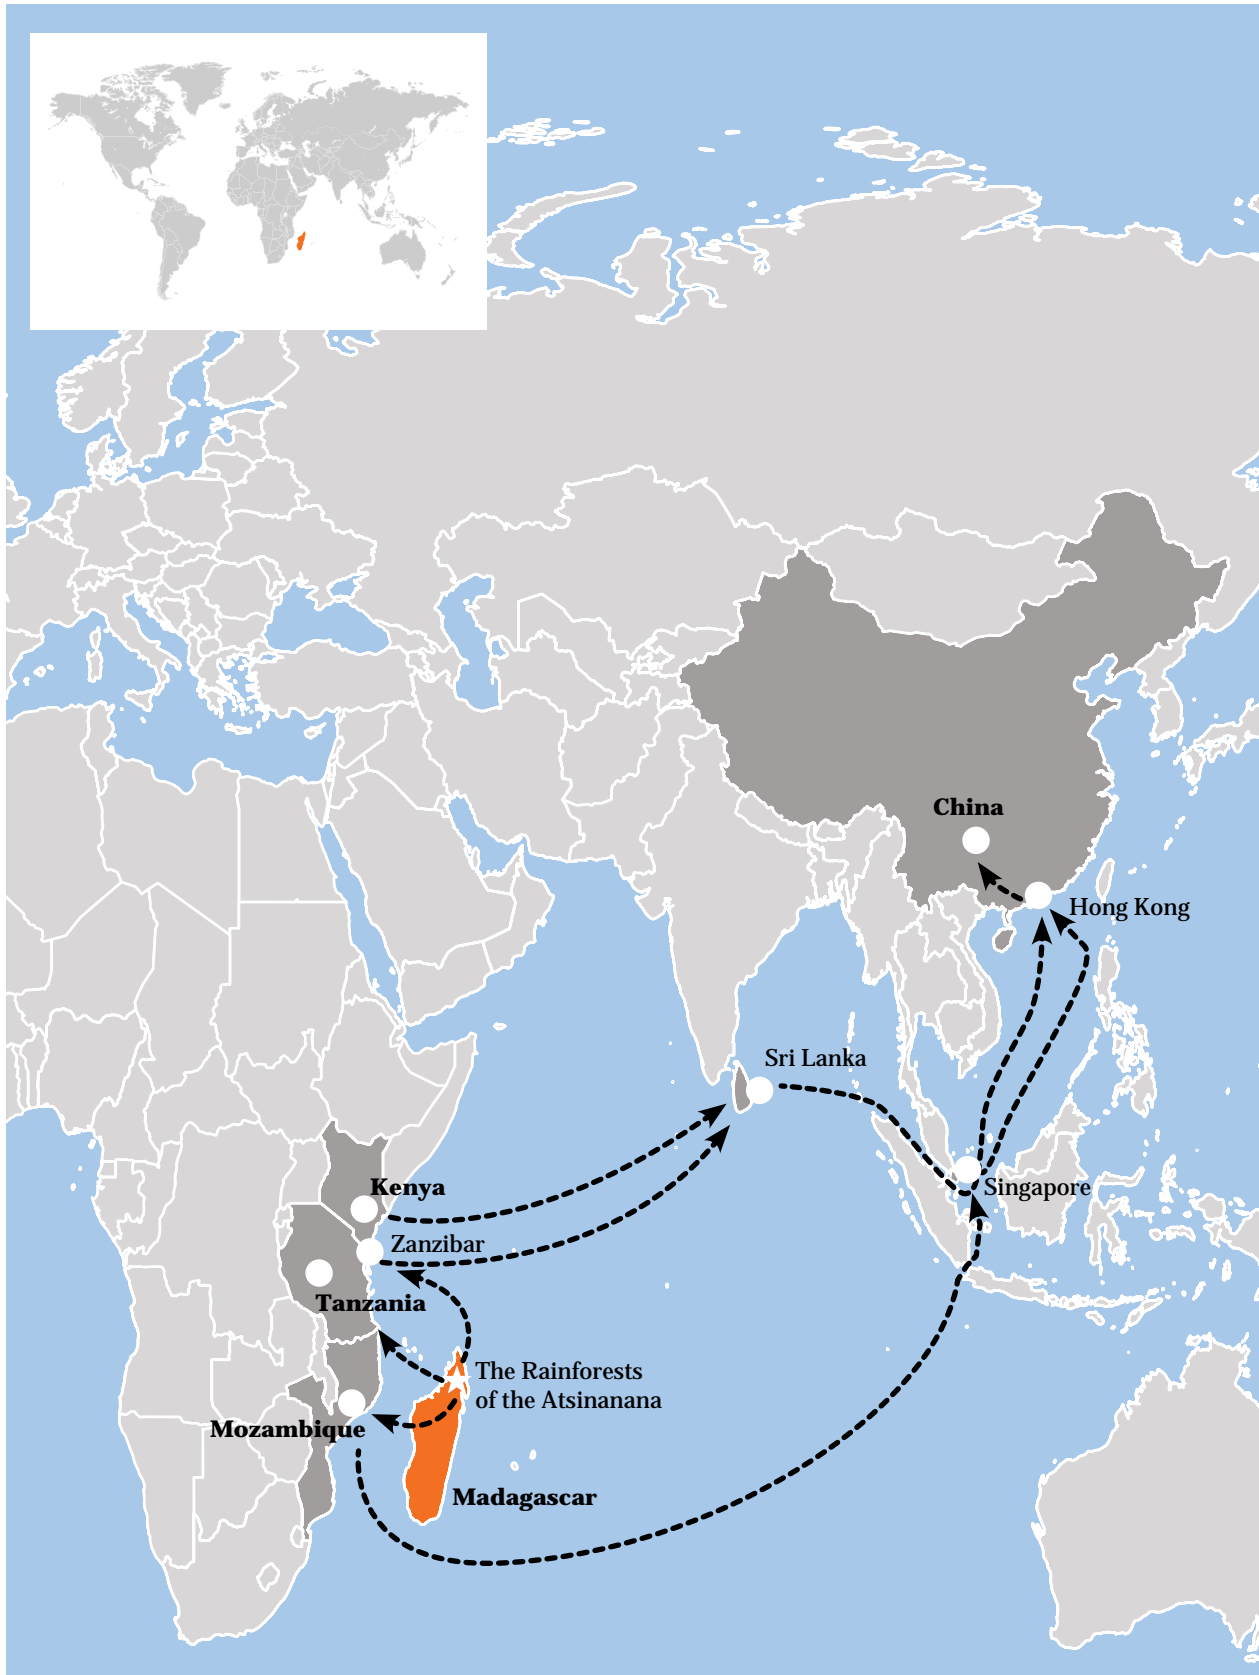 China
Hong Kong
Sri Lanka
Kenya
Singapore
Zanzibar
Tanzania
The Rainforests
of the Atsinanana
Mozambique
Madagascar